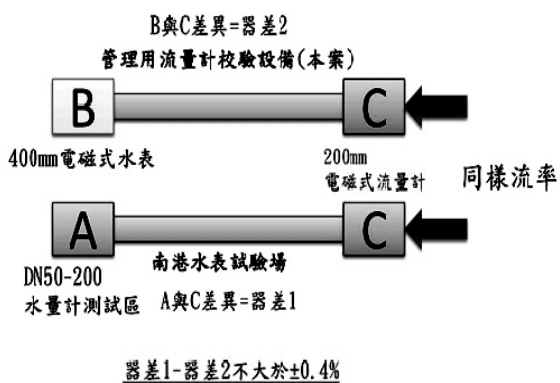 B與C差異=器差2
管理用流量計校驗設備(本案)
B
C
400mm電磁式水表
200mm
電磁式流量計
同樣流率
A
C
南港水表試驗場
DN50-200
水量計測試區
A與C差異=器差1
器差1-器差2不大於±0.4%